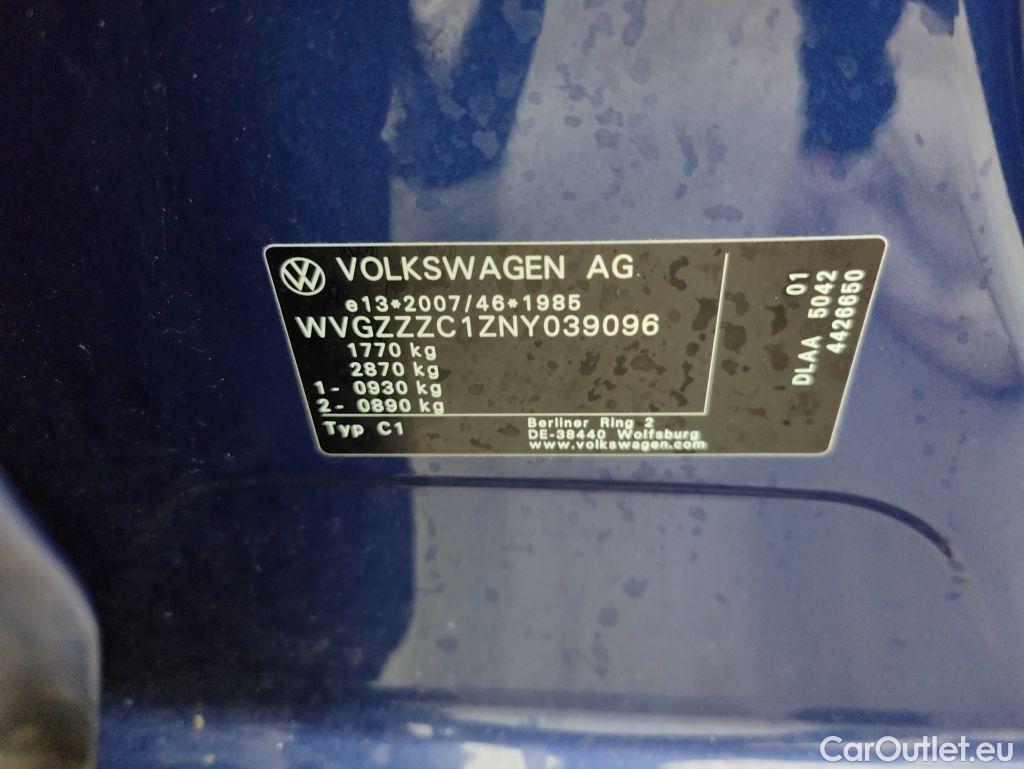 VOLKSWAGEN AG
e13*2007/46*1985
WVGZZZC1ZNY039096
1770 kg
2870 kg
1- 0930 kg
2- 0890 kg
Typ C1
Berliner Ring 2
DE-38440 Wolfsburg
www.volkswagen.com
01
DLAA 5042
4426650
CarOutlet.eu